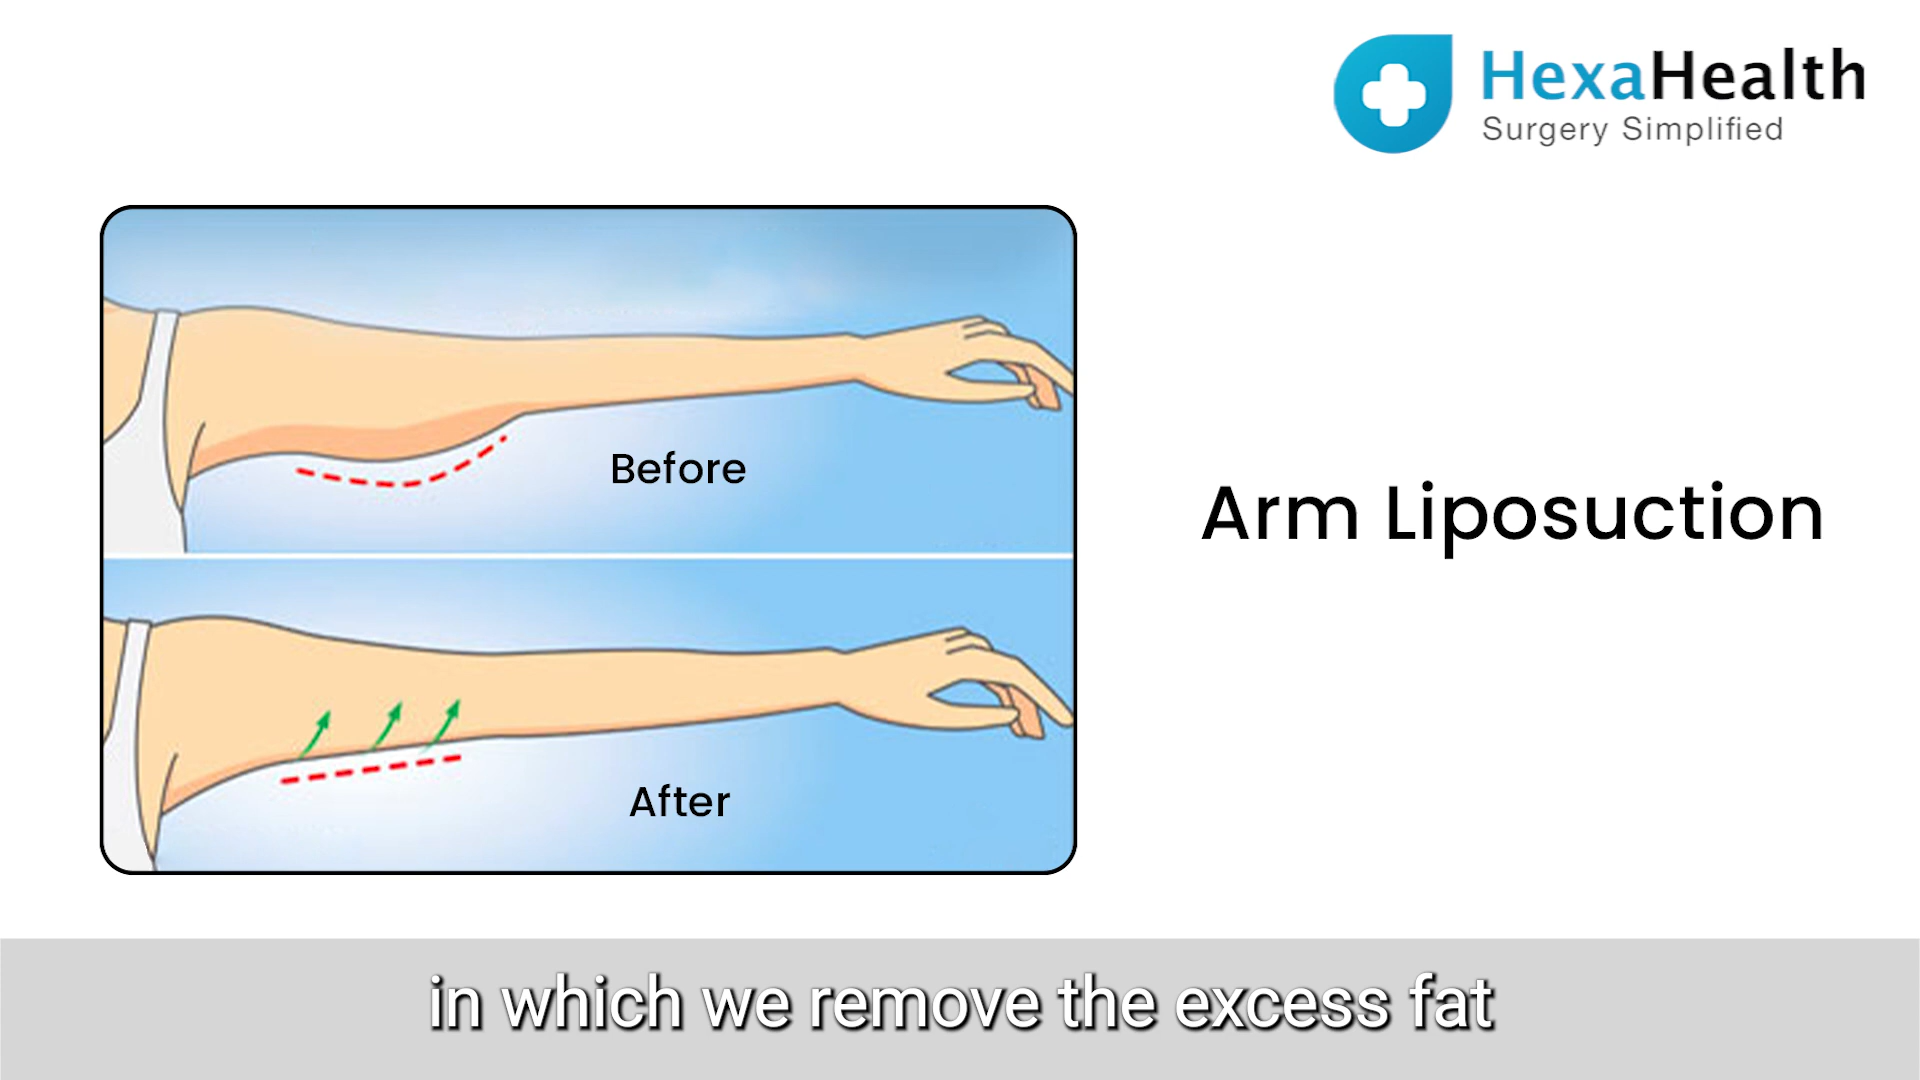 HexaHealth
Surgery Simplified
Before
Arm Liposuction
After
in which we remove the excess fat